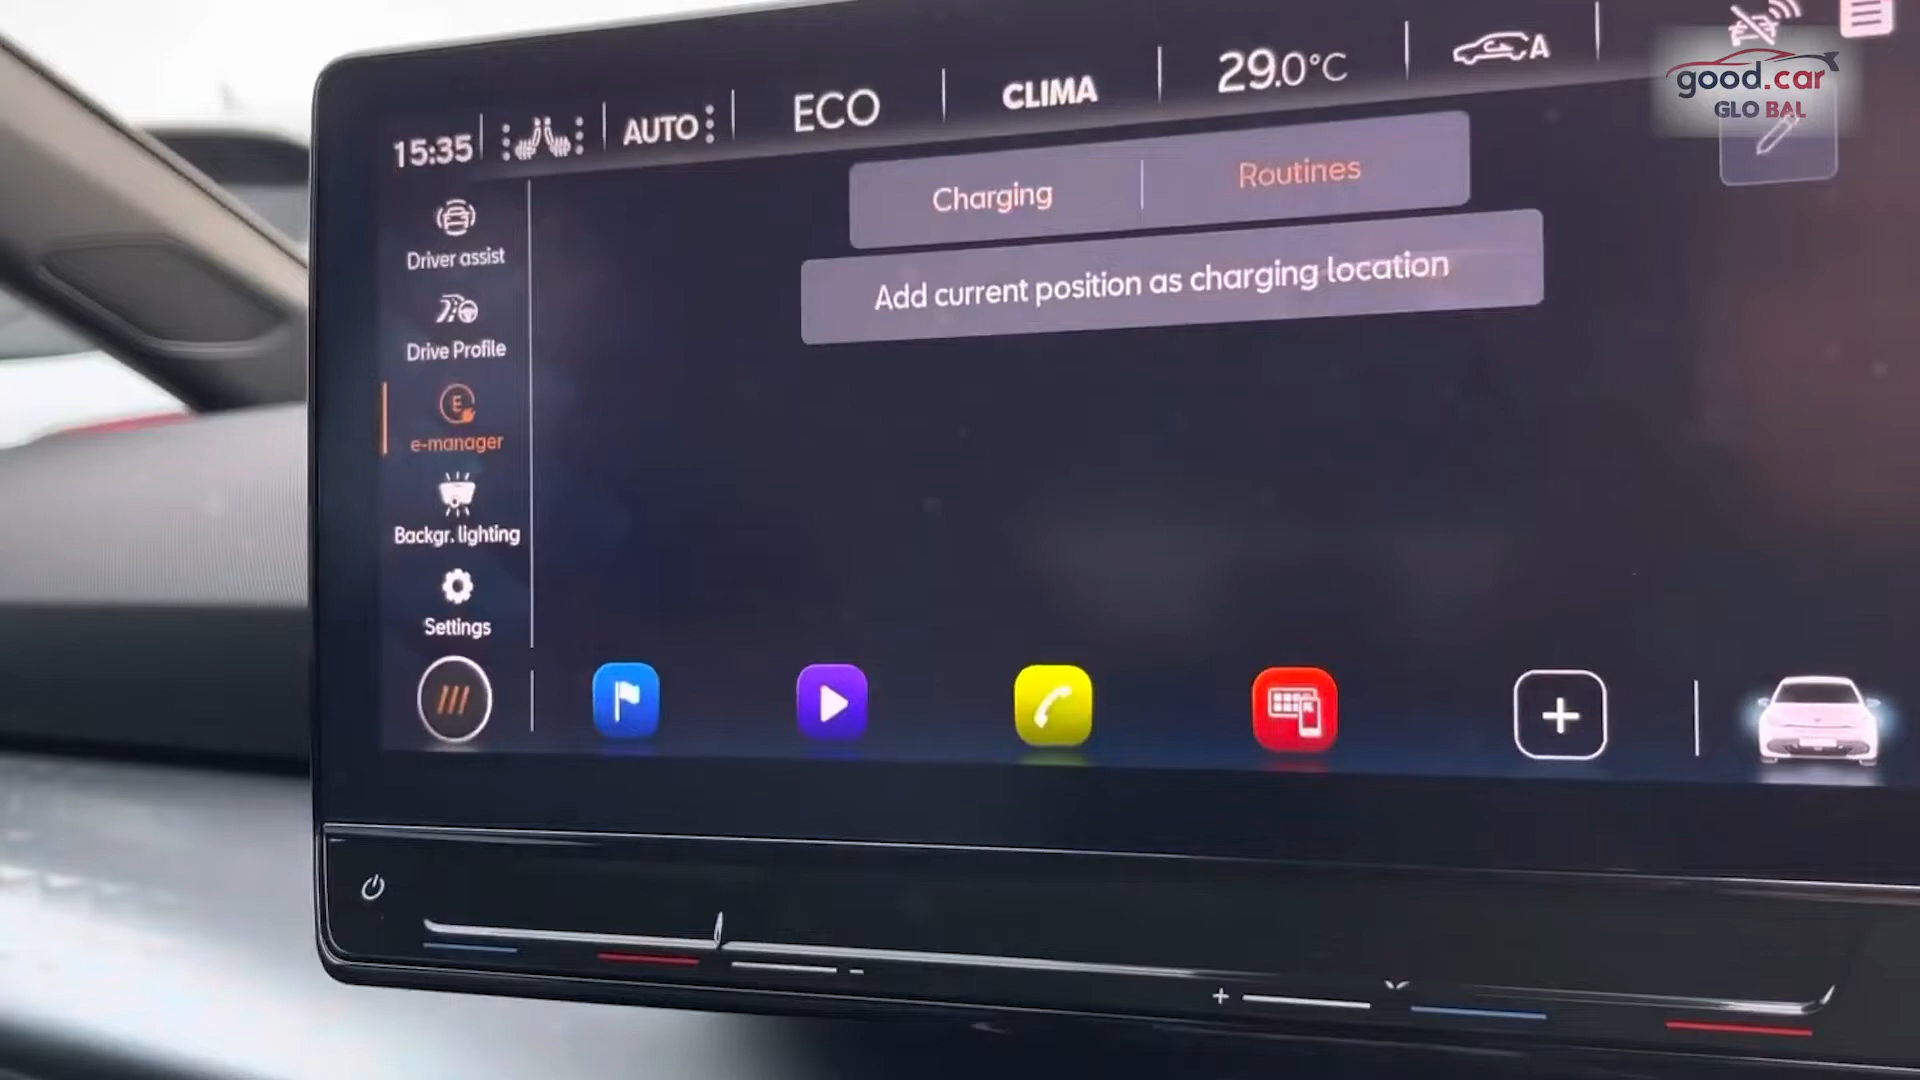 good.car
GLO BAL
15:35
AUTO
ECO
CLIMA
29.0°C
A
Charging
Routines
Add current position as charging location
Driver assist
Drive Profile
E
e-manager
Backgr. lighting
Settings